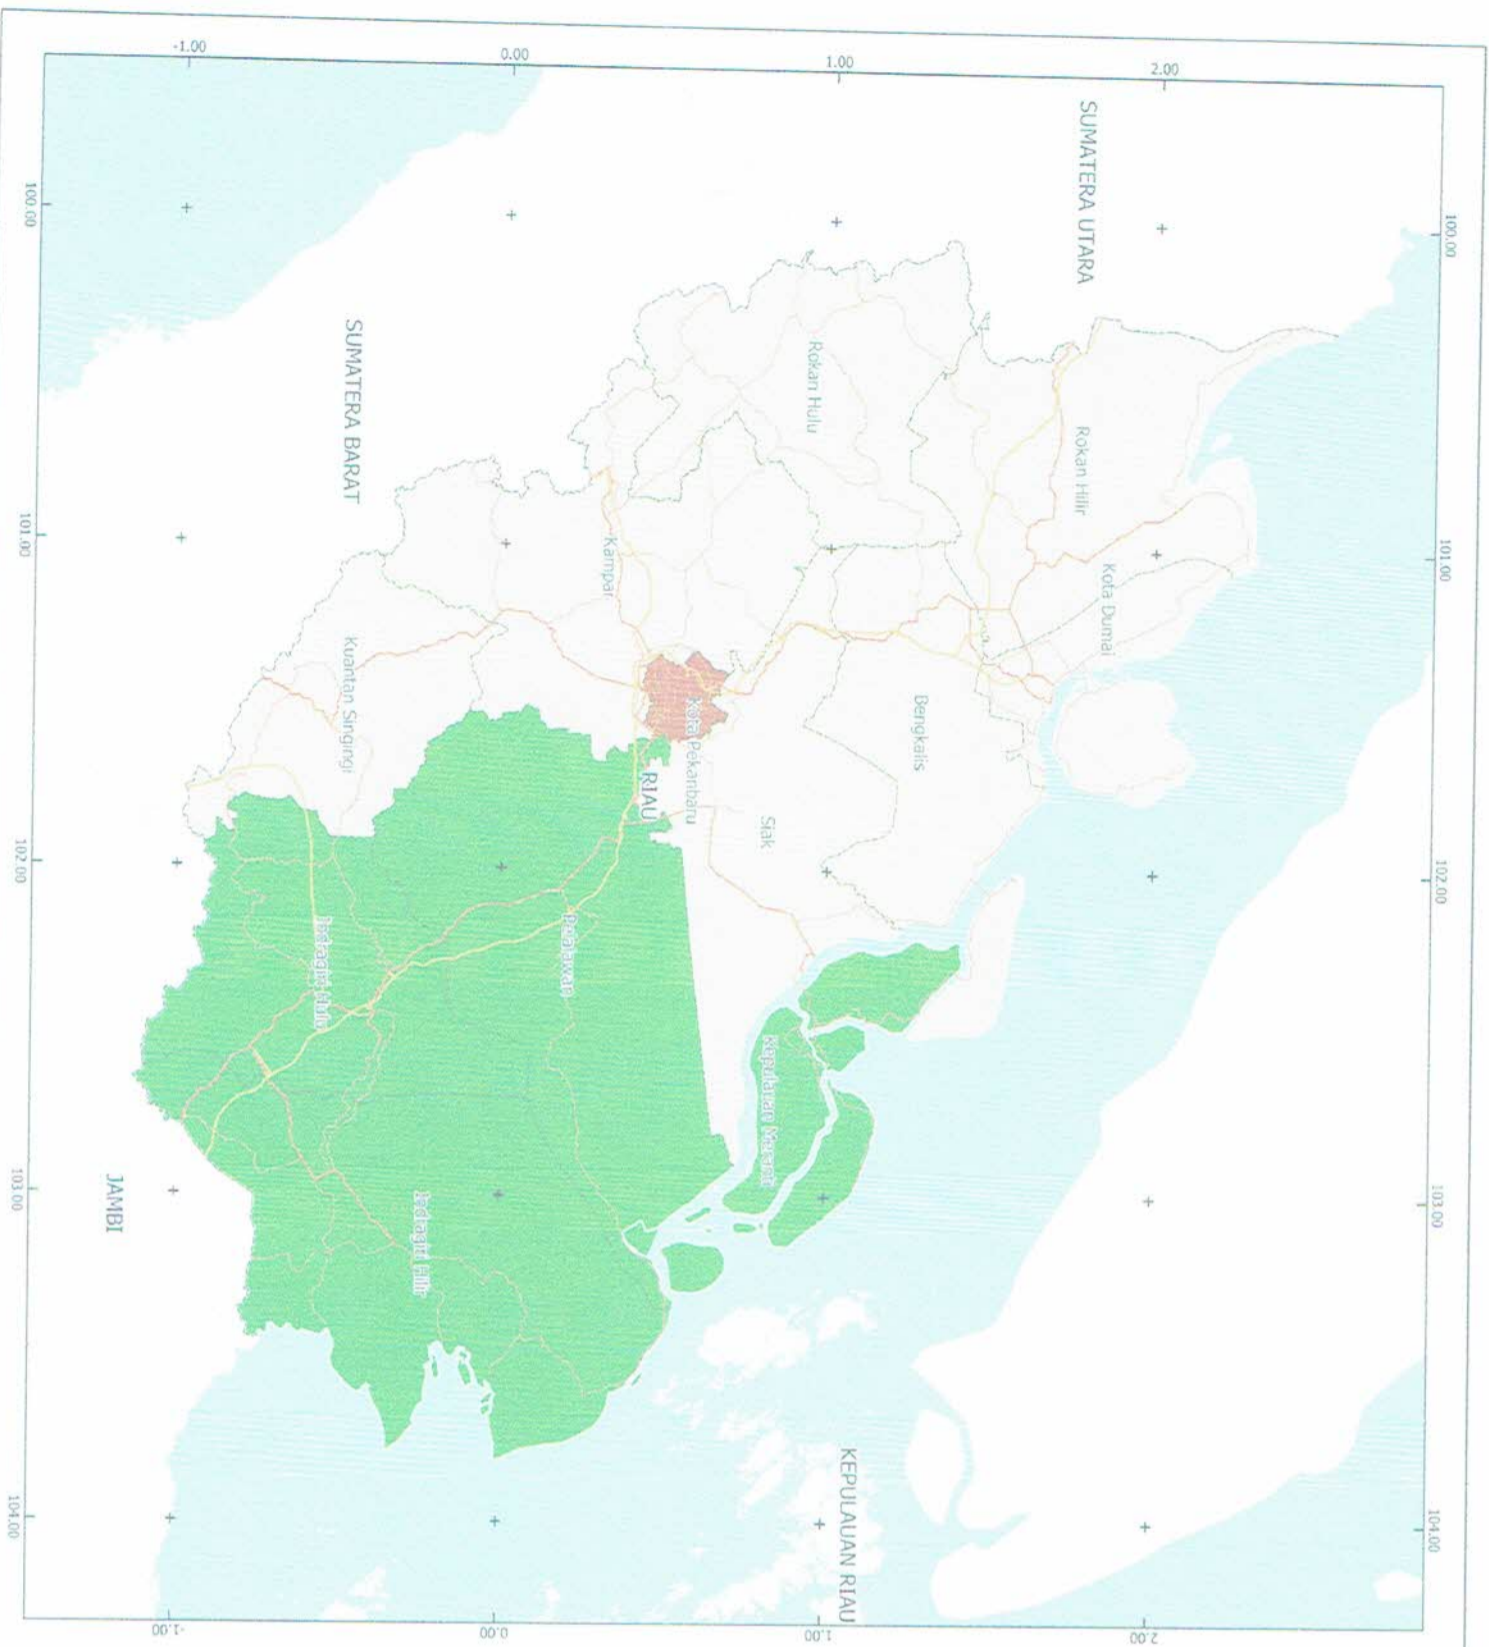 100.00
101.00
102.00
103.00
104.00
2.00
1.00
0.00
-1.00
SUMATERA UTARA
Rokan Hilir
Kota Dumai
Bengkalis
Rokan Hulu
Siak
Kepulauan Meranti
KEPULAUAN RIAU
Kota Pekanbaru
RIAU
Kampar
Pelalawan
SUMATERA BARAT
Kuantan Singingi
Indragiri Hulu
Indragiri Hilir
JAMBI
2.00
1.00
0.00
-1.00
100.00
101.00
102.00
103.00
104.00